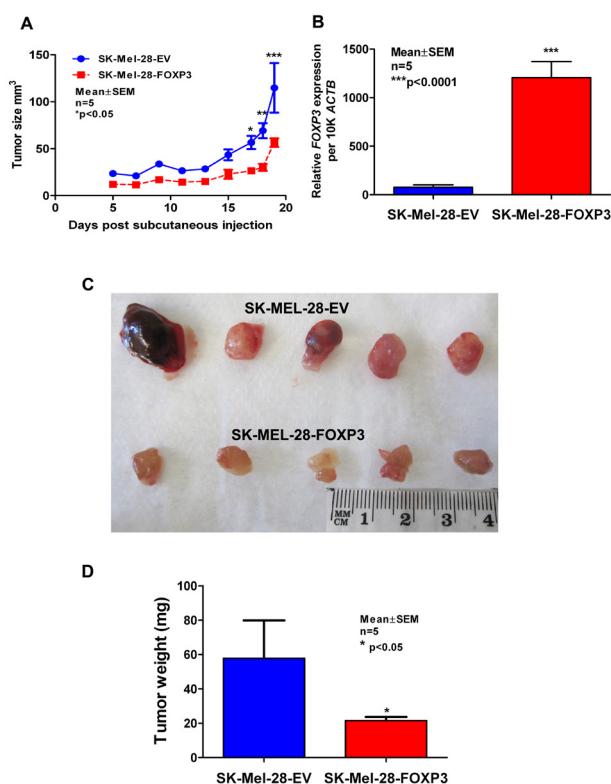 A
SK-Mel-28-EV
SK-Mel-28-FOXP3
Mean±SEM
n=5
*p<0.05
*
**
***
Tumor size mm3
150
100
50
0
0
5
10
15
20
Days post subcutaneous injection
B
Mean±SEM
n=5
***p<0.0001
***
Relative FOXP3 expression
per 10K ACTB
1500
1000
500
0
SK-Mel-28-EV
SK-Mel-28-FOXP3
C
SK-MEL-28-EV
SK-MEL-28-FOXP3
MM
CM
1
2
3
4
D
Tumor weight (mg)
100
80
60
40
20
0
Mean±SEM
n=5
* p<0.05
*
SK-Mel-28-EV
SK-Mel-28-FOXP3